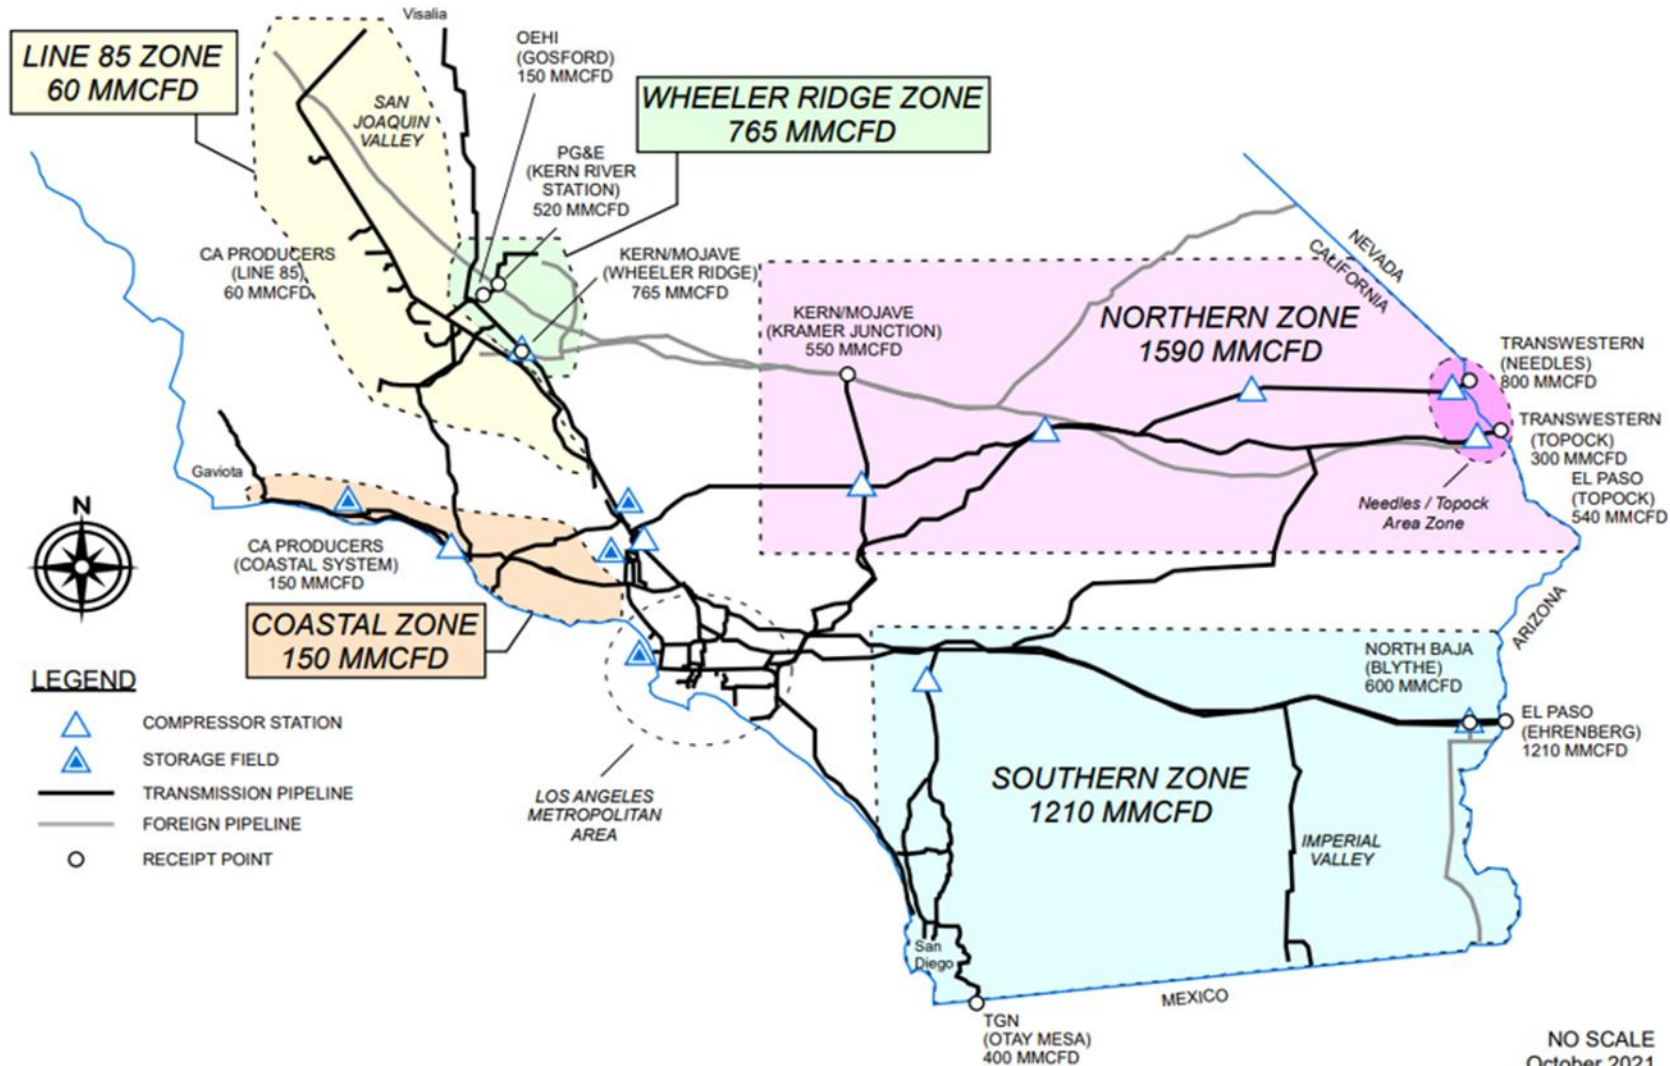 Visalia
LINE 85 ZONE
60 MMCFD
SAN
JOAQUIN
VALLEY
OEHI
(GOSFORD)
150 MMCFD
WHEELER RIDGE ZONE
765 MMCFD
PG&E
(KERN RIVER
STATION)
520 MMCFD
CA PRODUCERS
(LINE 85)
60 MMCFD
KERN/MOJAVE
(WHEELER RIDGE)
765 MMCFD
KERN/MOJAVE
(KRAMER JUNCTION)
550 MMCFD
NORTHERN ZONE
1590 MMCFD
NEVADA
CALIFORNIA
TRANSWESTERN
(NEEDLES)
800 MMCFD
TRANSWESTERN
(TOPOCK)
300 MMCFD
EL PASO
(TOPOCK)
540 MMCFD
Needles / Topock
Area Zone
Gaviota
N
CA PRODUCERS
(COASTAL SYSTEM)
150 MMCFD
COASTAL ZONE
150 MMCFD
ARIZONA
NORTH BAJA
(BLYTHE)
600 MMCFD
EL PASO
(EHRENBERG)
1210 MMCFD
LEGEND
COMPRESSOR STATION
STORAGE FIELD
TRANSMISSION PIPELINE
FOREIGN PIPELINE
RECEIPT POINT
LOS ANGELES
METROPOLITAN
AREA
SOUTHERN ZONE
1210 MMCFD
IMPERIAL
VALLEY
San
Diego
MEXICO
TGN
(OTAY MESA)
400 MMCFD
NO SCALE
October 2021